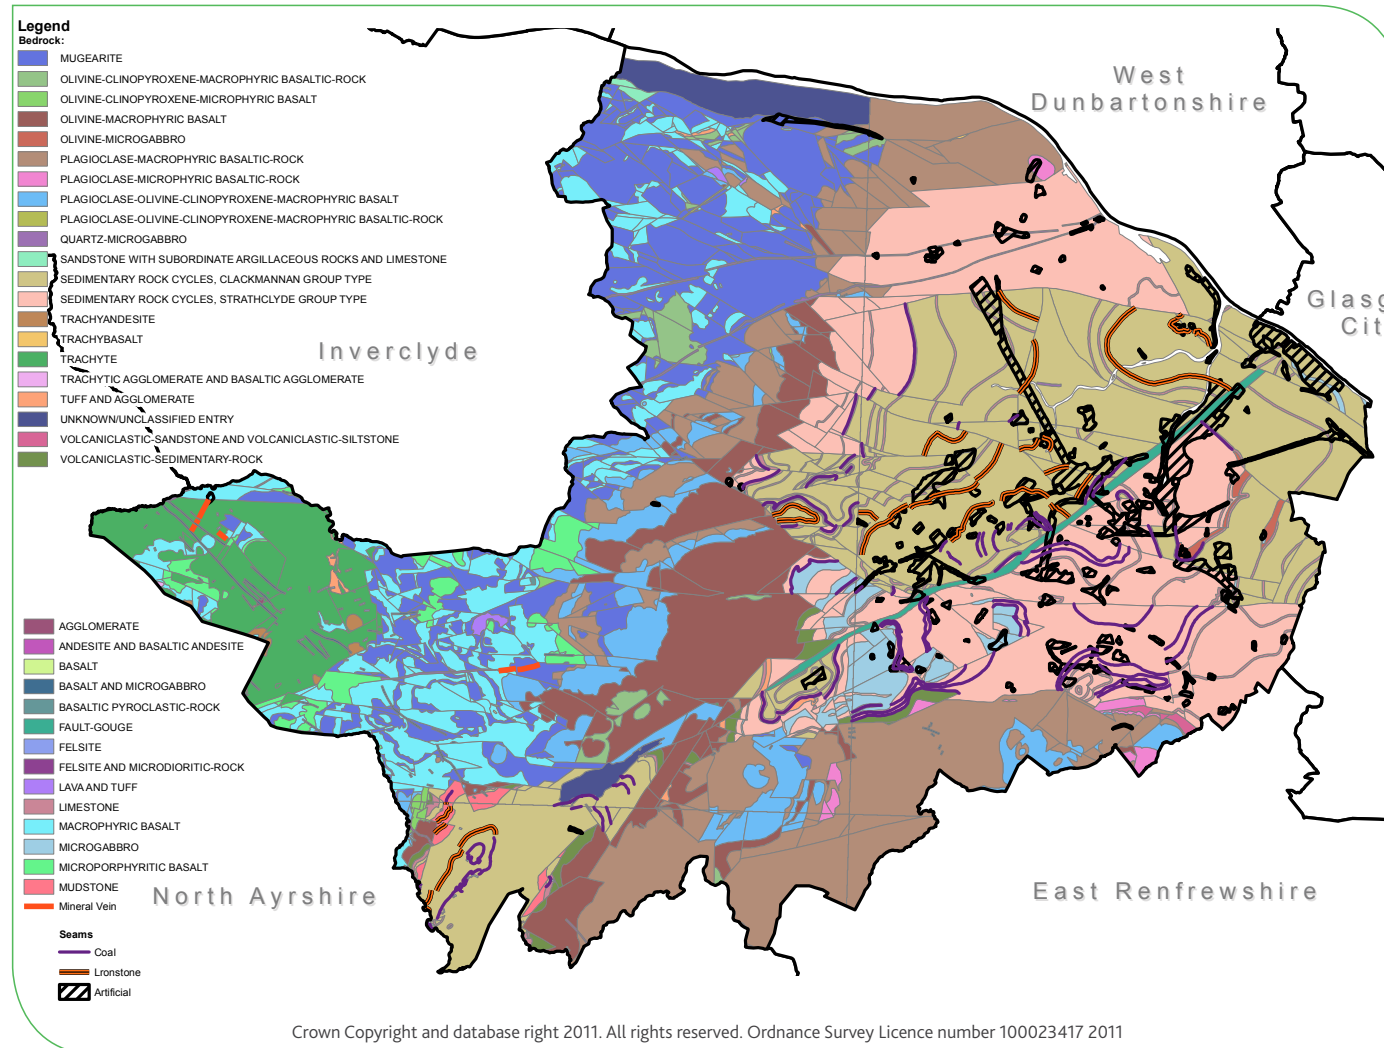 Legend
Bedrock:
MUGEARITE
OLIVINE-CLINOPYROXENE-MACROPHYRIC BASALTIC-ROCK
OLIVINE-CLINOPYROXENE-MICROPHYRIC BASALT
OLIVINE-MACROPHYRIC BASALT
OLIVINE-MICROGABBRO
PLAGIOCLASE-MACROPHYRIC BASALTIC-ROCK
PLAGIOCLASE-MICROPHYRIC BASALTIC-ROCK
PLAGIOCLASE-OLIVINE-CLINOPYROXENE-MACROPHYRIC BASALT
PLAGIOCLASE-OLIVINE-CLINOPYROXENE-MACROPHYRIC BASALTIC-ROCK
QUARTZ-MICROGABBRO
SANDSTONE WITH SUBORDINATE ARGILLACEOUS ROCKS AND LIMESTONE
SEDIMENTARY ROCK CYCLES, CLACKMANNAN GROUP TYPE
SEDIMENTARY ROCK CYCLES, STRATHCLYDE GROUP TYPE
TRACHYANDESITE
TRACHYBASALT
TRACHYTE
TRACHYTIC AGGLOMERATE AND BASALTIC AGGLOMERATE
TUFF AND AGGLOMERATE
UNKNOWN/UNCLASSIFIED ENTRY
VOLCANICLASTIC-SANDSTONE AND VOLCANICLASTIC-SILTSTONE
VOLCANICLASTIC-SEDIMENTARY-ROCK
AGGLOMERATE
ANDESITE AND BASALTIC ANDESITE
BASALT
BASALT AND MICROGABBRO
BASALTIC PYROCLASTIC-ROCK
FAULT-GOUGE
FELSITE
FELSITE AND MICRODIORITIC-ROCK
LAVA AND TUFF
LIMESTONE
MACROPHYRIC BASALT
MICROGABBRO
MICROPORPHYRITIC BASALT
MUDSTONE
Mineral Vein
Seams
Coal
Lronstone
Artificial
West
Dunbartonshire
Glasg
Cit
Inverclyde
North Ayrshire
East Renfrewshire
Crown Copyright and database right 2011. All rights reserved. Ordnance Survey Licence number 100023417 2011